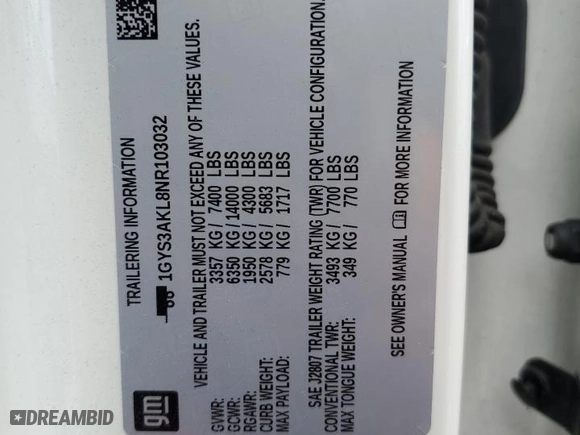 TRAILERING INFORMATION
1GYS3AKL8NR103032
VEHICLE AND TRAILER MUST NOT EXCEED ANY OF THESE VALUES.
GVWR: 3357 KG / 7400 LBS
GCWR: 6350 KG / 14000 LBS
RGAWR: 1950 KG / 4300 LBS
CURB WEIGHT: 2578 KG / 5683 LBS
MAX PAYLOAD: 779 KG / 1717 LBS
SAE J2807 TRAILER WEIGHT RATING (TWR) FOR VEHICLE CONFIGURATION.
CONVENTIONAL TWR: 3493 KG / 7700 LBS
MAX TONGUE WEIGHT: 349 KG / 770 LBS
SEE OWNER'S MANUAL FOR MORE INFORMATION
gm
DREAMBID